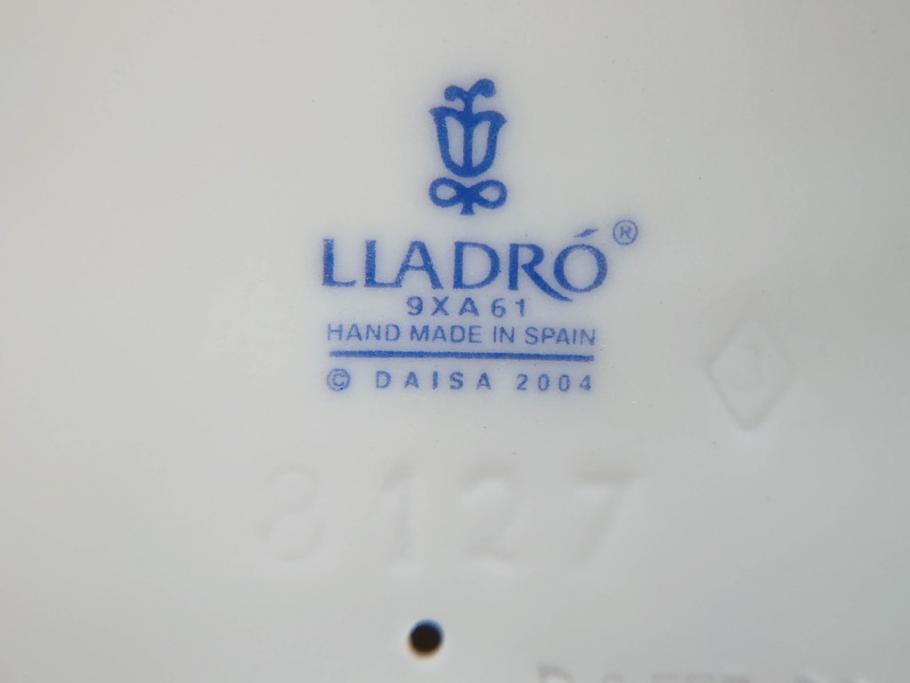 LLADRÓ®
9XA61
HAND MADE IN SPAIN
© DAISA 2004
8127